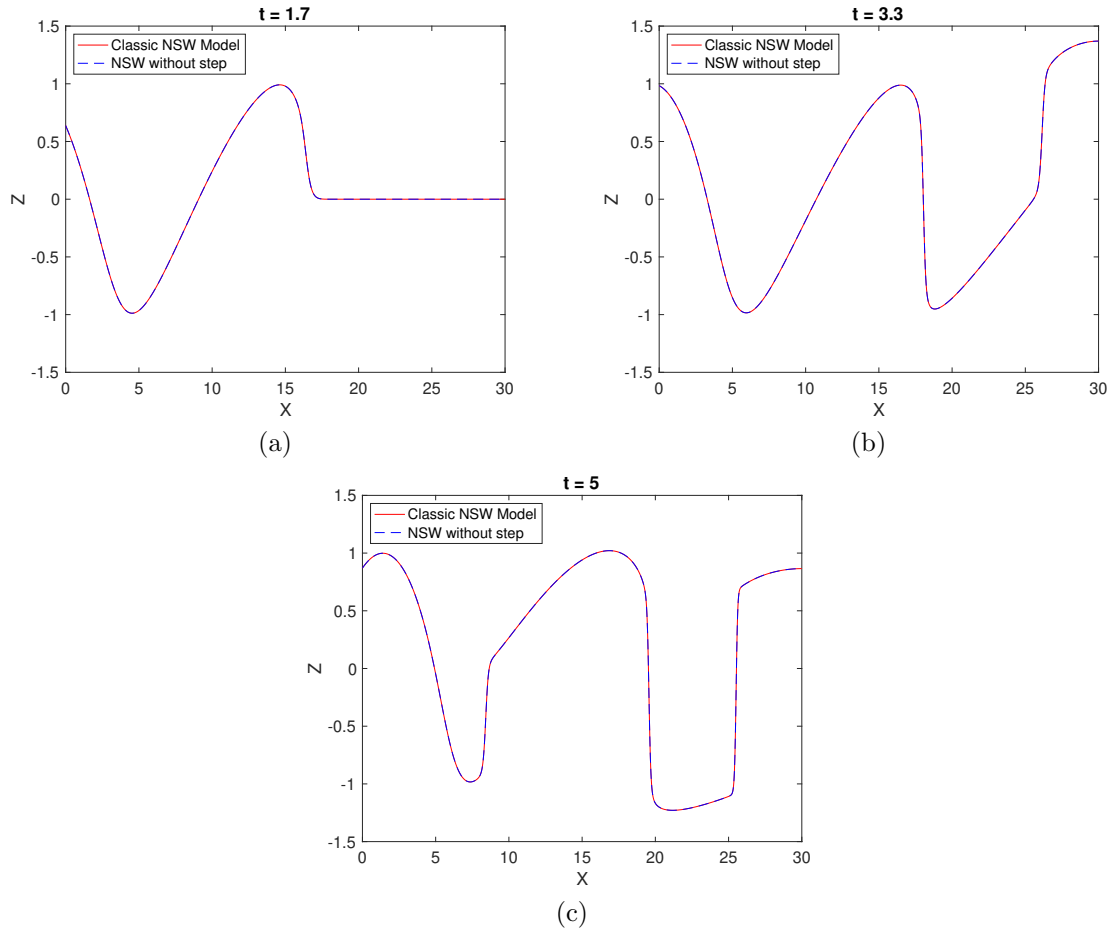 t = 1.7
Classic NSW Model
NSW without step
1.5
1
0.5
0
-0.5
-1
-1.5
Z
0 5 10 15 20 25 30
X
(a)
t = 3.3
Classic NSW Model
NSW without step
1.5
1
0.5
0
-0.5
-1
-1.5
Z
0 5 10 15 20 25 30
X
(b)
t = 5
Classic NSW Model
NSW without step
1.5
1
0.5
0
-0.5
-1
-1.5
Z
0 5 10 15 20 25 30
X
(c)